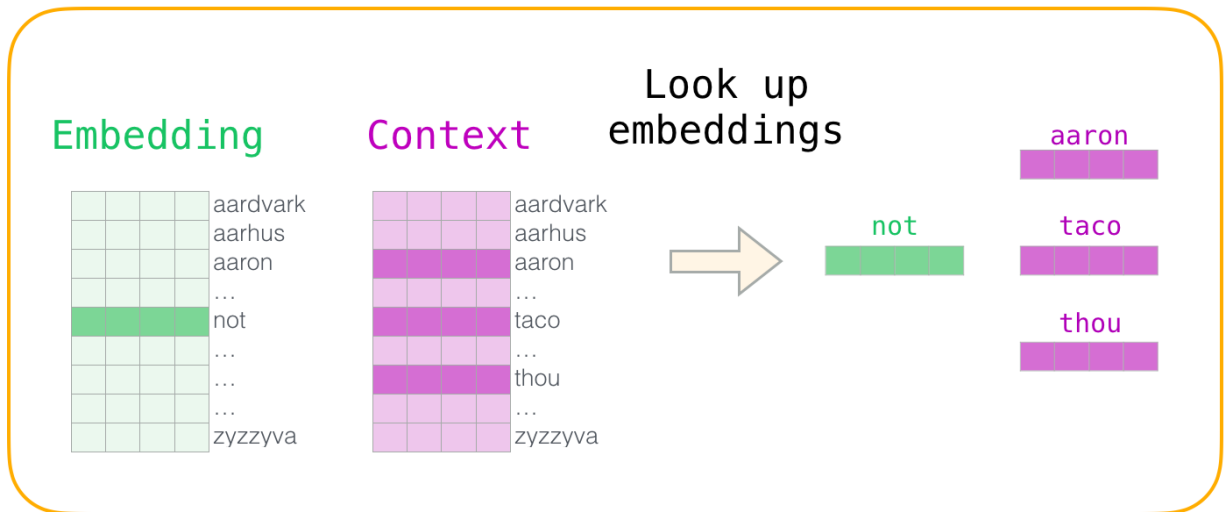 Embedding
aardvark
aarhus
aaron
...
not
...
...
...
zyzzyva
Context
aardvark
aarhus
aaron
...
taco
...
thou
...
zyzzyva
Look up
embeddings
not
aaron
taco
thou